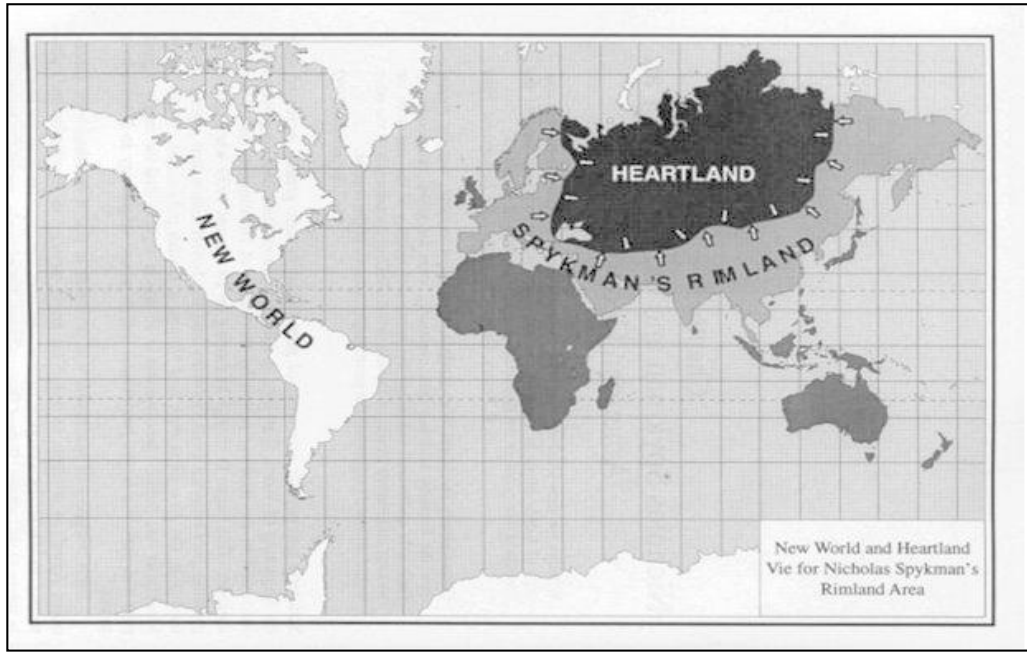 HEARTLAND
NEW WORLD
SPYKMAN'S RIMLAND
New World and Heartland
Vie for Nicholas Spykman's
Rimland Area